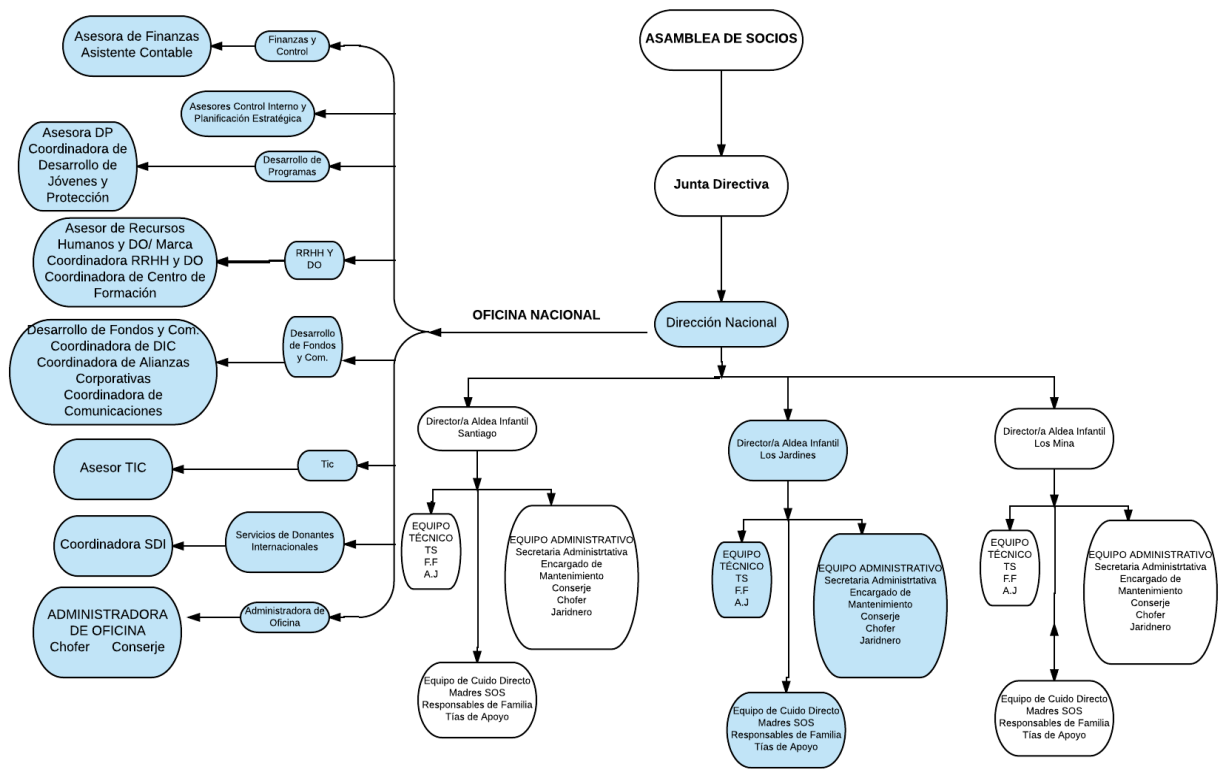 ASAMBLEA DE SOCIOS
Junta Directiva
Dirección Nacional
OFICINA NACIONAL
Asesora de Finanzas
Asistente Contable
Finanzas y
Control
Asesores Control Interno y
Planificación Estratégica
Asesora DP
Coordinadora de
Desarrollo de
Jóvenes y
Protección
Desarrollo de
Programas
Asesor de Recursos
Humanos y DO/ Marca
Coordinadora RRHH y DO
Coordinadora de Centro de
Formación
RRHH Y
DO
Desarrollo de Fondos y Com.
Coordinadora de DIC
Coordinadora de Alianzas
Corporativas
Coordinadora de
Comunicaciones
Desarrollo
de Fondos
y Com.
Asesor TIC
Tic
Coordinadora SDI
Servicios de Donantes
Internacionales
ADMINISTRADORA
DE OFICINA
Chofer Conserje
Administradora de
Oficina
Director/a Aldea Infantil
Santiago
EQUIPO
TÉCNICO
TS
F.F
A.J
EQUIPO ADMINISTRATIVO
Secretaria Administrtativa
Encargado de
Mantenimiento
Conserje
Chofer
Jaridnero
Equipo de Cuido Directo
Madres SOS
Responsables de Familia
Tías de Apoyo
Director/a Aldea Infantil
Los Jardines
EQUIPO
TÉCNICO
TS
F.F
A.J
EQUIPO ADMINISTRATIVO
Secretaria Administrtativa
Encargado de
Mantenimiento
Conserje
Chofer
Jaridnero
Equipo de Cuido Directo
Madres SOS
Responsables de Familia
Tías de Apoyo
Director/a Aldea Infantil
Los Mina
EQUIPO
TÉCNICO
TS
F.F
A.J
EQUIPO ADMINISTRATIVO
Secretaria Administrtativa
Encargado de
Mantenimiento
Conserje
Chofer
Jaridnero
Equipo de Cuido Directo
Madres SOS
Responsables de Familia
Tías de Apoyo